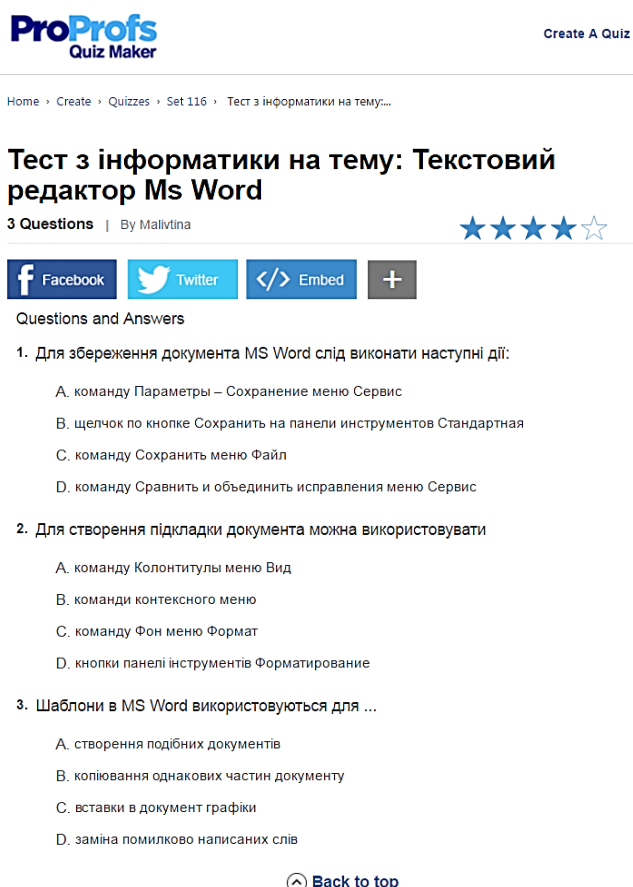 ProProfs
Quiz Maker
Create A Quiz
Home › Create › Quizzes › Set 116 › Тест з інформатики на тему:...
Тест з інформатики на тему: Текстовий
редактор Ms Word
3 Questions | By Malivtina
Facebook Twitter Embed +
Questions and Answers
1. Для збереження документа MS Word слід виконати наступні дії:
A. команду Параметры – Сохранение меню Сервис
B. щелчок по кнопке Сохранить на панели инструментов Стандартная
C. команду Сохранить меню Файл
D. команду Сравнить и объединить исправления меню Сервис
2. Для створення підкладки документа можна використовувати
A. команду Колонтитулы меню Вид
B. команди контексного меню
C. команду Фон меню Формат
D. кнопки панелі інструментів Форматирование
3. Шаблони в MS Word використовуються для ...
A. створення подібних документів
B. копіювання однакових частин документу
C. вставки в документ графіки
D. заміна помилково написаних слів
Back to top